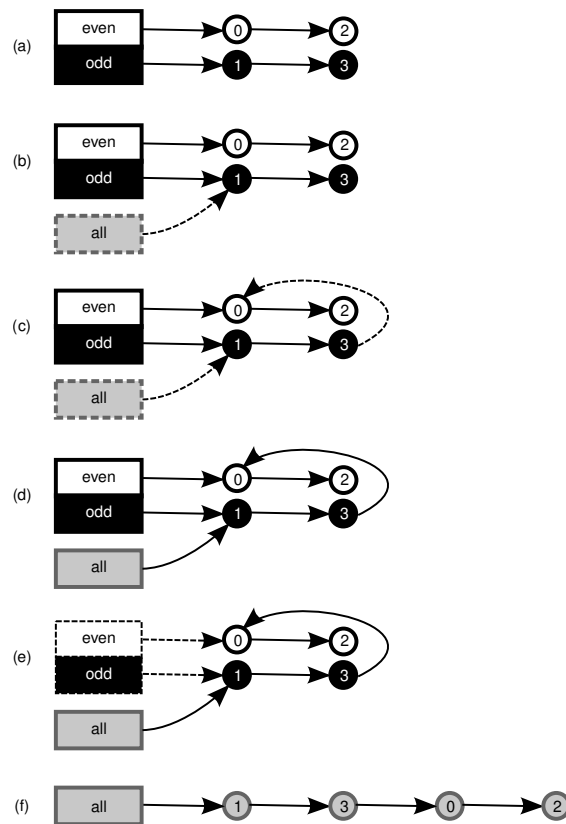 (a) even 0 2
odd 1 3
(b) even 0 2
odd 1 3
all
(c) even 0 2
odd 1 3
all
(d) even 0 2
odd 1 3
all
(e) even 0 2
odd 1 3
all
(f) all 1 3 0 2